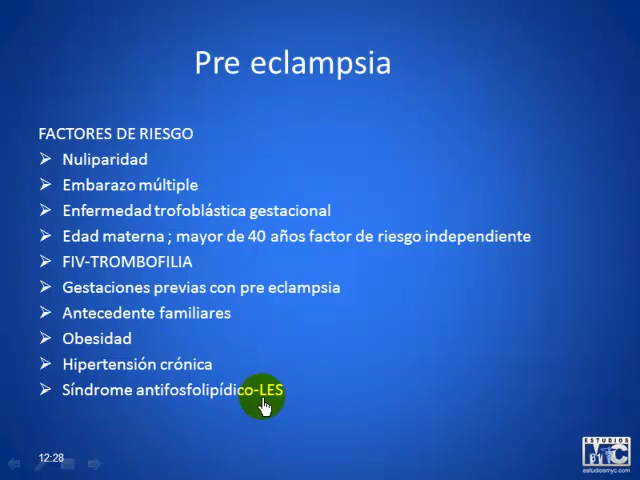 Pre eclampsia
FACTORES DE RIESGO
Nuliparidad
Embarazo múltiple
Enfermedad trofoblástica gestacional
Edad materna ; mayor de 40 años factor de riesgo independiente
FIV-TROMBOFILIA
Gestaciones previas con pre eclampsia
Antecedente familiares
Obesidad
Hipertensión crónica
Síndrome antifosfolipídico-LES
12:28
ESTUDIOS
MYC
estudiosmyc.com